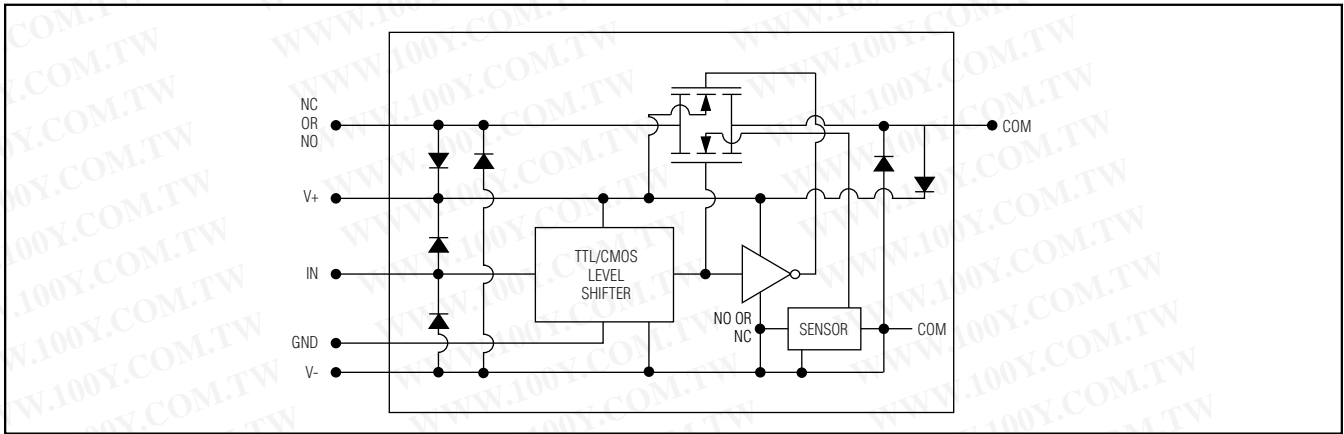 NC
OR
NO
COM
V+
IN
TTL/CMOS
LEVEL
SHIFTER
NO OR
NC
SENSOR
COM
GND
V-
WWW.100Y.COM.TW